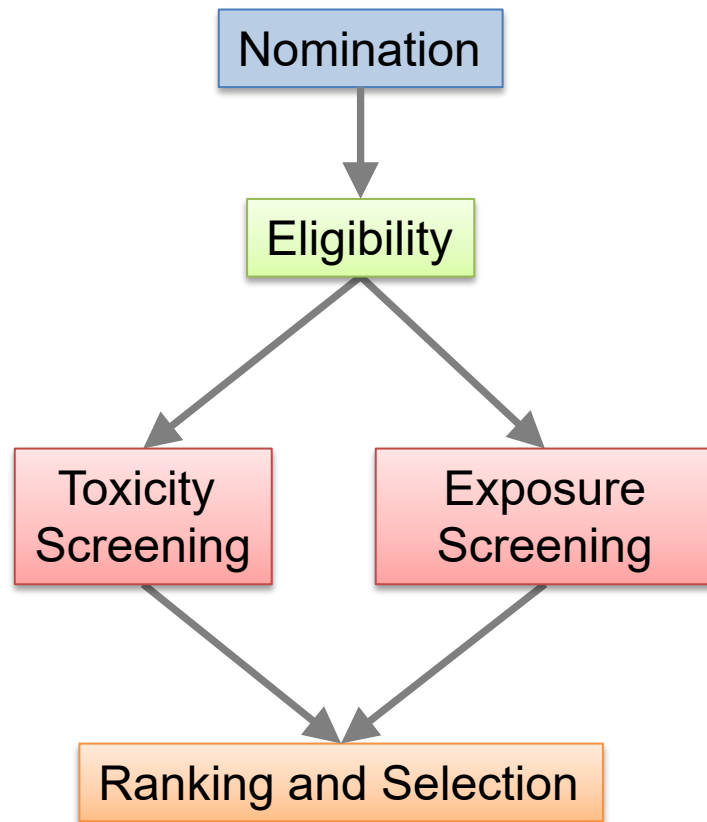 Nomination
Eligibility
Toxicity
Screening
Exposure
Screening
Ranking and Selection